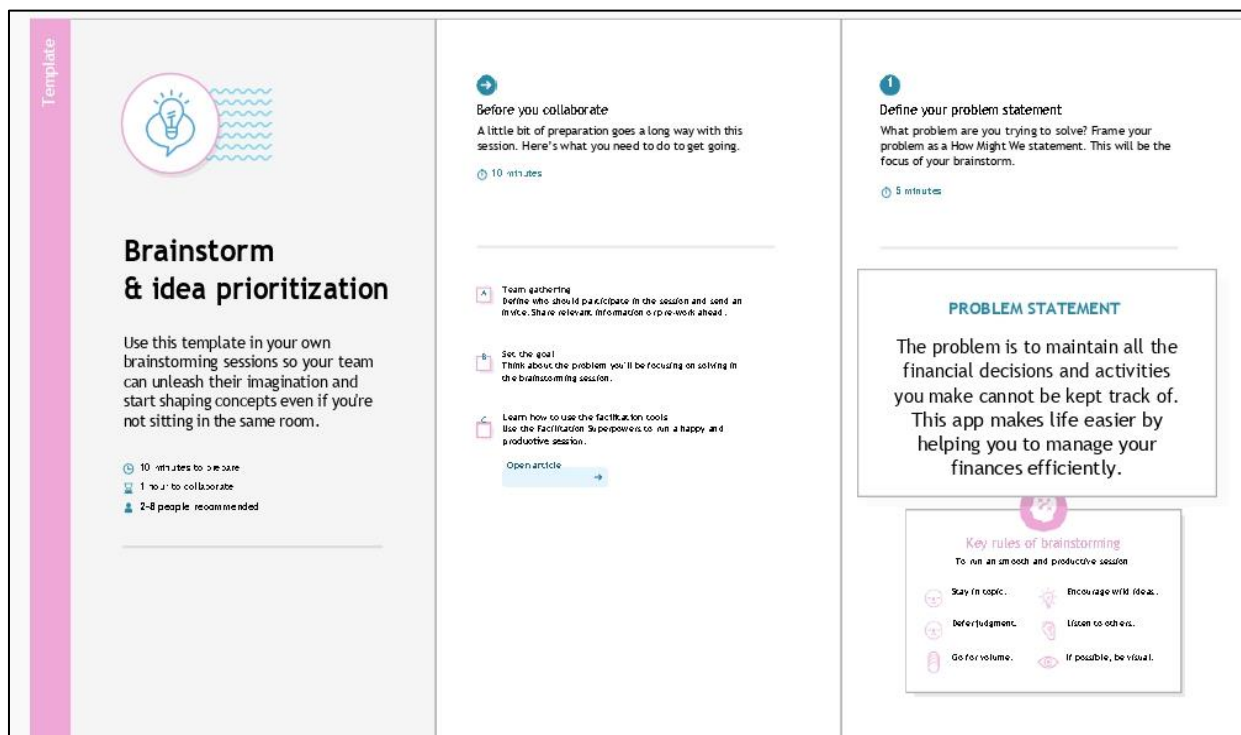 Template
Brainstorm
& idea prioritization
Use this template in your own
brainstorming sessions so your team
can unleash their imagination and
start shaping concepts even if you're
not sitting in the same room.
10 minutes to prepare
1 hour to collaborate
2-8 people recommended
Before you collaborate
A little bit of preparation goes a long way with this
session. Here's what you need to do to get going.
10 minutes
A
Team gathering
Define who should participate in the session and send an
invite. Share relevant information or pre-work ahead.
B
Set the goal
Think about the problem you'll be focusing on solving in
the brainstorming session.
C
Learn how to use the facilitation tools
Use the Facilitation Superpowers to run a happy and
productive session.
Open article
1
Define your problem statement
What problem are you trying to solve? Frame your
problem as a How Might We statement. This will be the
focus of your brainstorm.
5 minutes
PROBLEM STATEMENT
The problem is to maintain all the
financial decisions and activities
you make cannot be kept track of.
This app makes life easier by
helping you to manage your
finances efficiently.
Key rules of brainstorming
To run an smooth and productive session
Stay in topic.
Encourage wild ideas.
Defer judgment.
Listen to others.
Go for volume.
If possible, be visual.